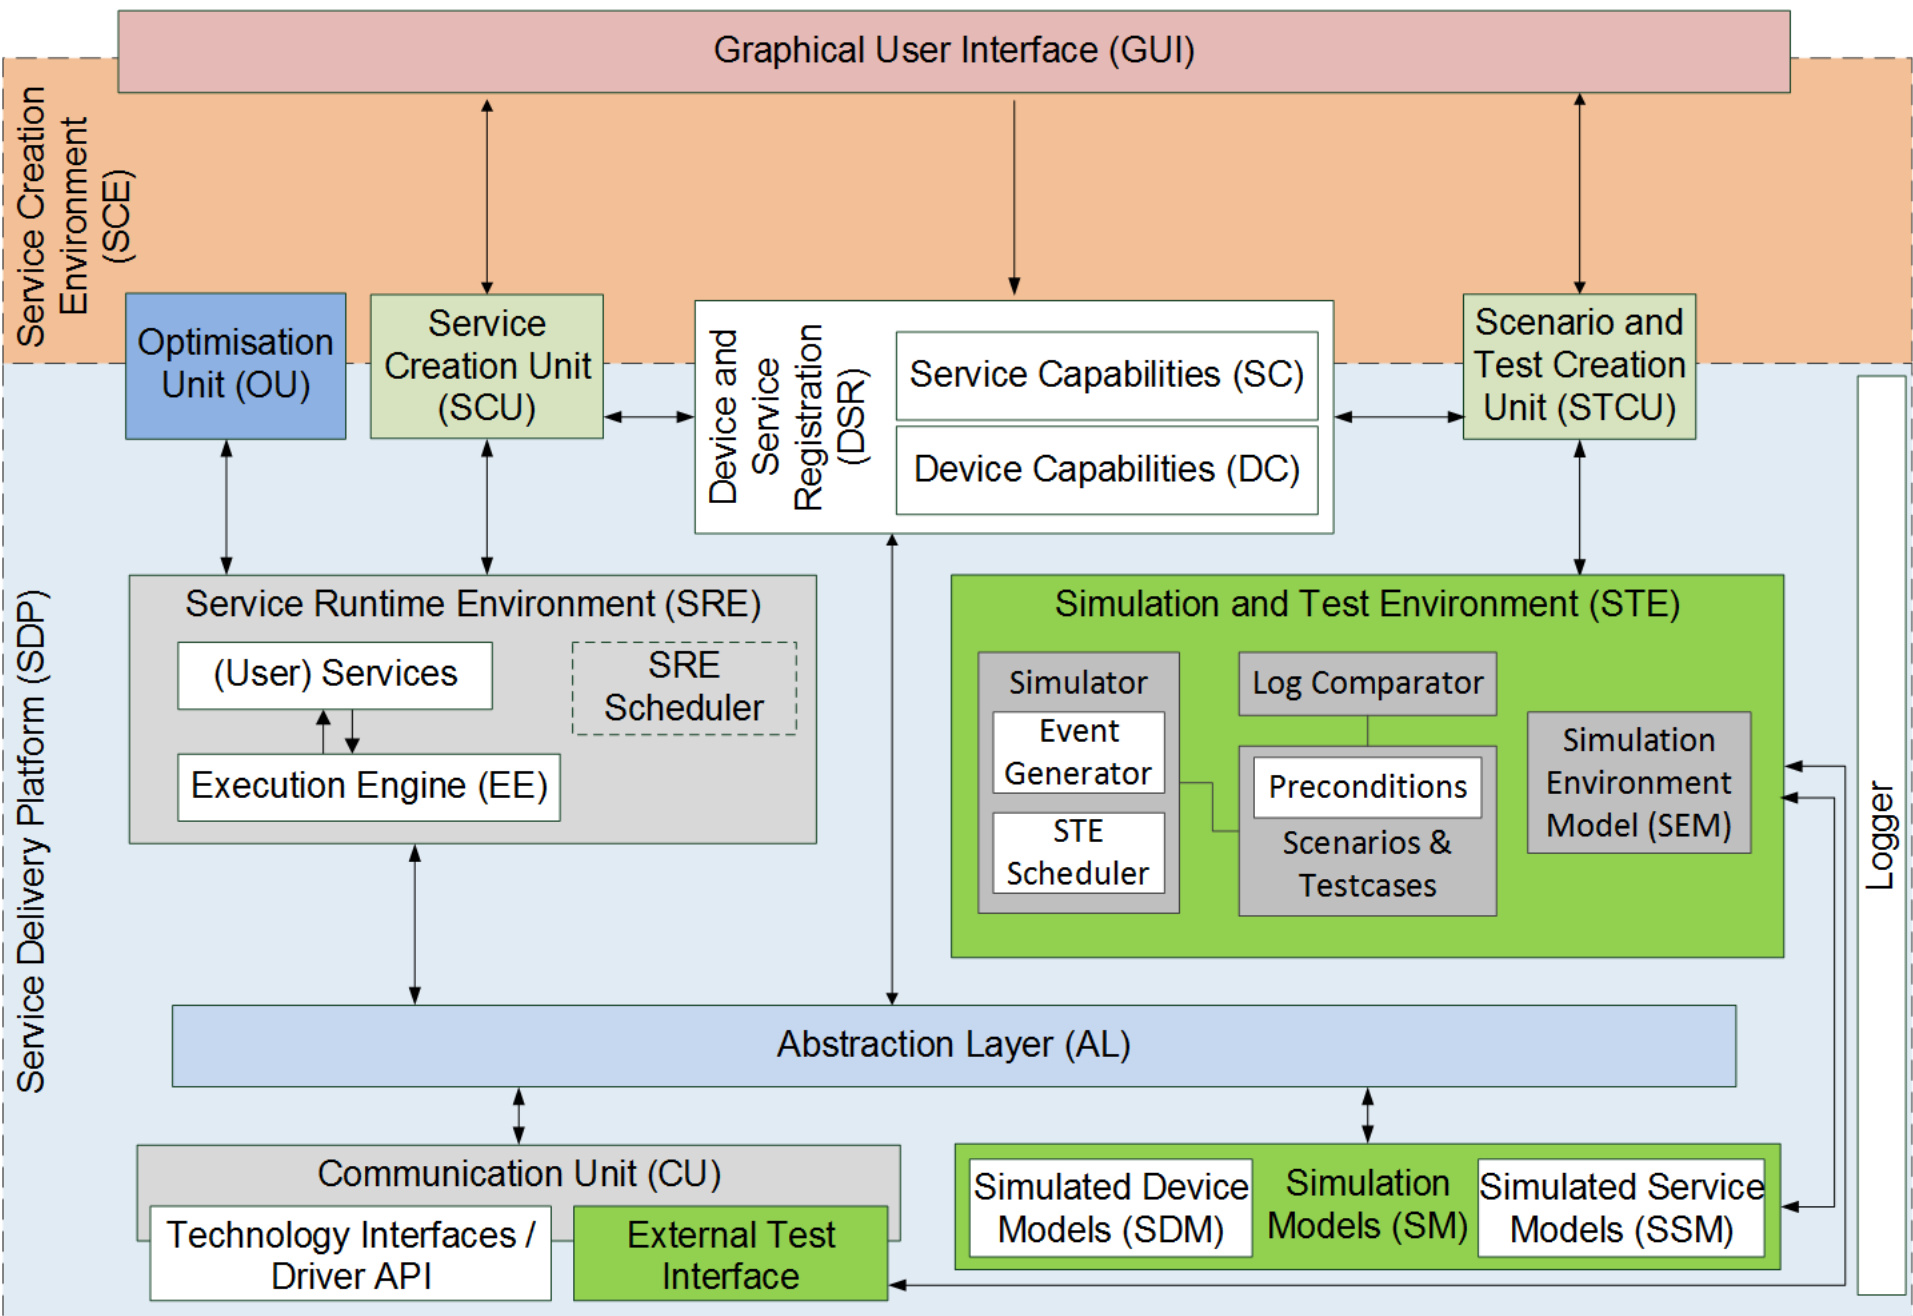 Graphical User Interface (GUI)
Service Creation
Environment
(SCE)
Optimisation
Unit (OU)
Service
Creation Unit
(SCU)
Device and
Service
Registration
(DSR)
Service Capabilities (SC)
Device Capabilities (DC)
Scenario and
Test Creation
Unit (STCU)
Service Delivery Platform (SDP)
Service Runtime Environment (SRE)
(User) Services
SRE
Scheduler
Execution Engine (EE)
Simulation and Test Environment (STE)
Simulator
Event
Generator
STE
Scheduler
Log Comparator
Preconditions
Scenarios &
Testcases
Simulation
Environment
Model (SEM)
Logger
Abstraction Layer (AL)
Communication Unit (CU)
Technology Interfaces /
Driver API
External Test
Interface
Simulated Device
Models (SDM)
Simulation
Models (SM)
Simulated Service
Models (SSM)